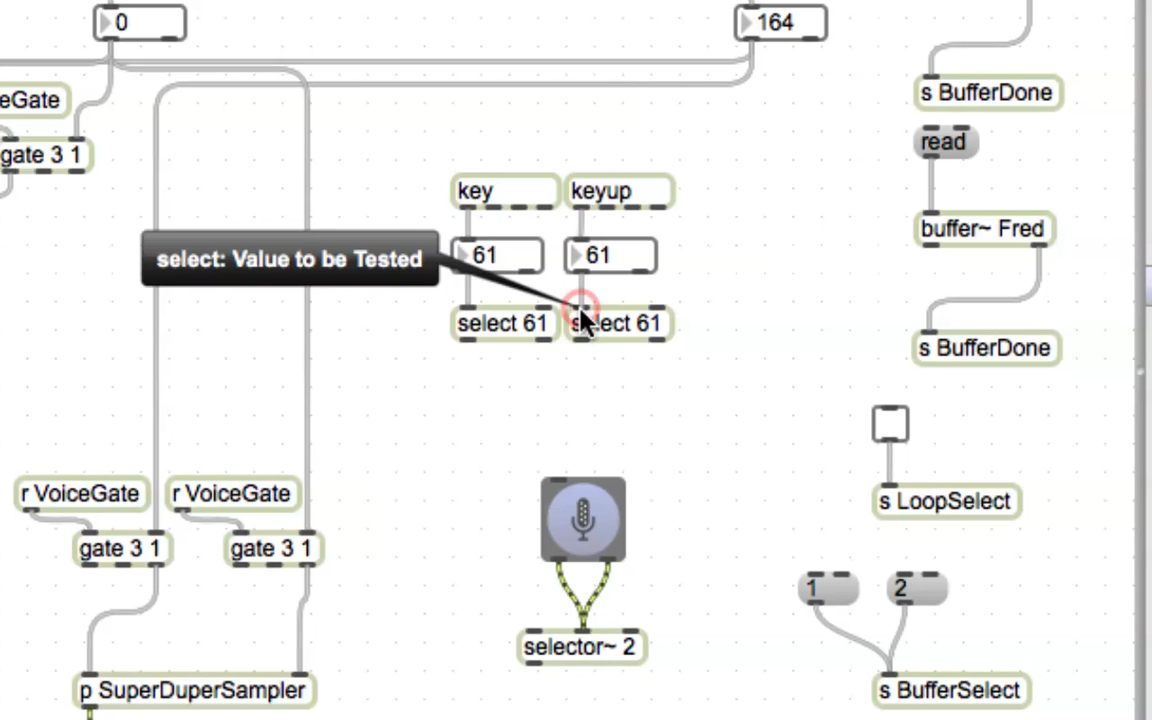 0
164
eGate
s BufferDone
gate 3 1
read
key
keyup
buffer~ Fred
select: Value to be Tested
61
61
select 61
select 61
s BufferDone
r VoiceGate
r VoiceGate
s LoopSelect
gate 3 1
gate 3 1
1
2
selector~ 2
p SuperDuperSampler
s BufferSelect